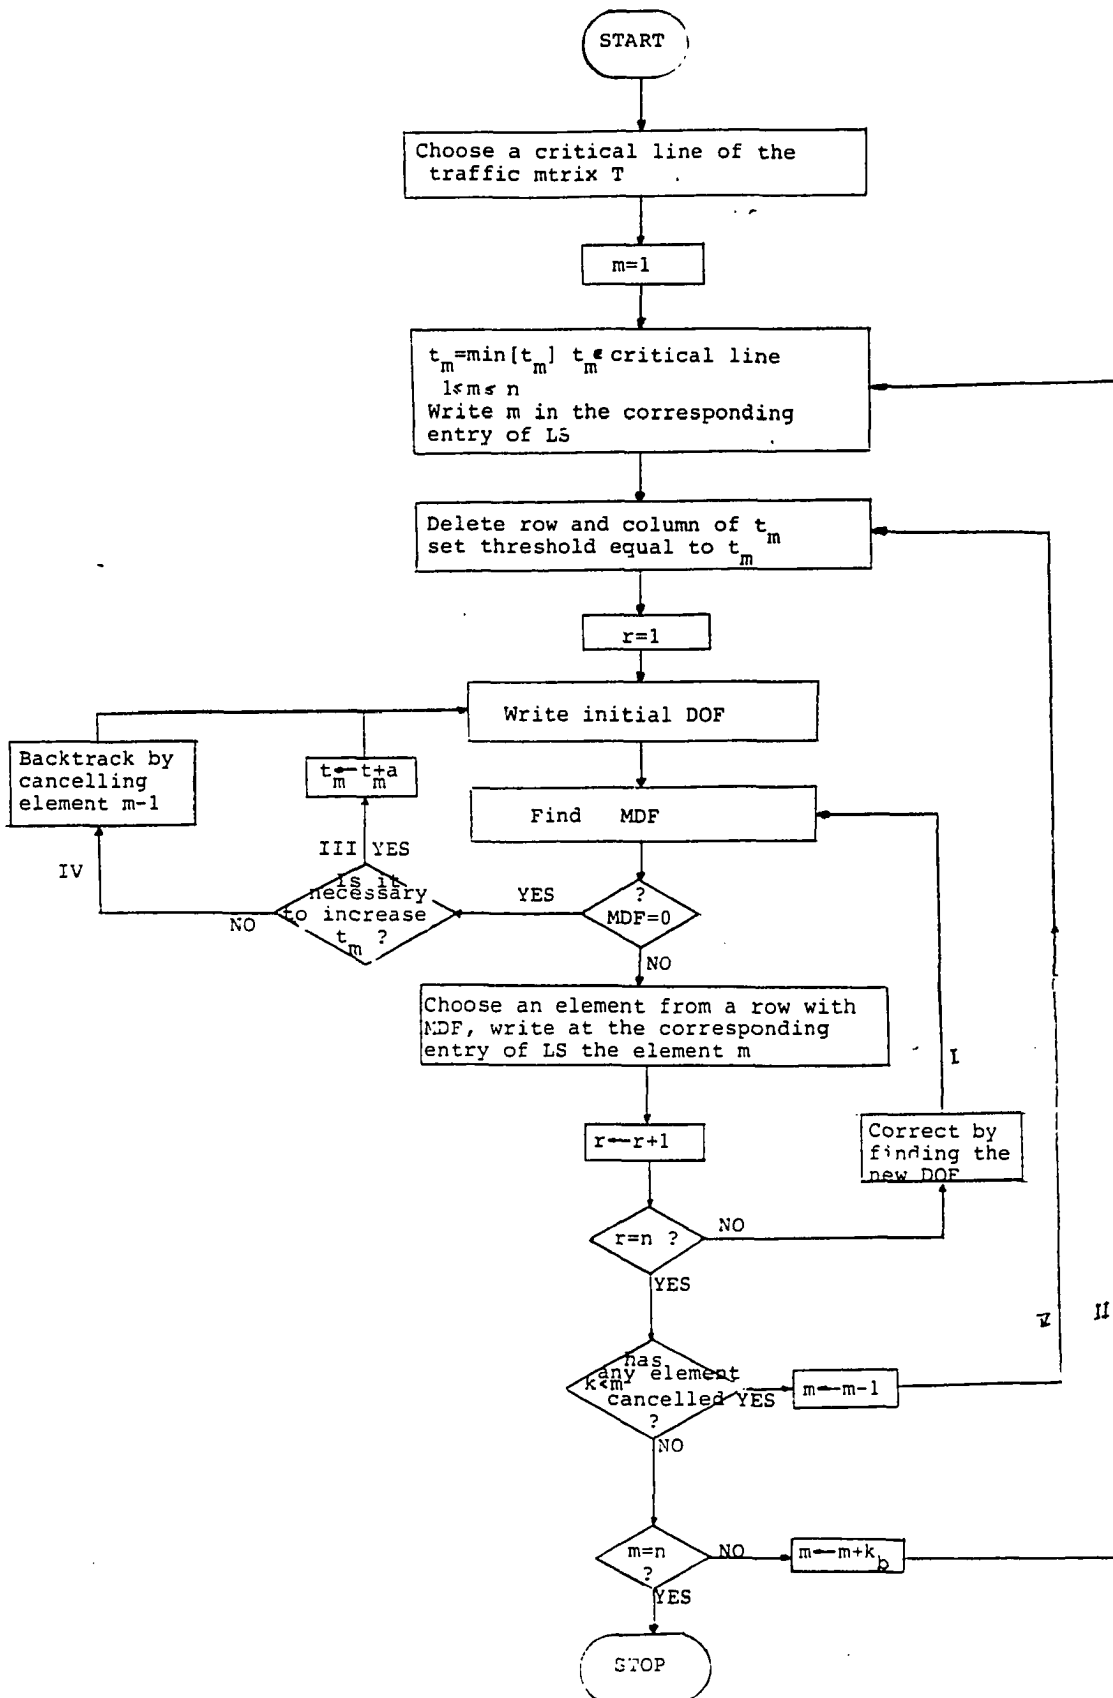 START
Choose a critical line of the
traffic mtrix T
m=1
t_m=min[t_m] t_m∈critical line
1≤m≤ n
Write m in the corresponding
entry of LS
Delete row and column of t_m
set threshold equal to t_m
r=1
Write initial DOF
Backtrack by
cancelling
element m-1
t_m←t_m+a
Find MDF
IV
III YES
Is it
necessary
to increase
t_m ?
NO
YES
?
MDF=0
NO
Choose an element from a row with
MDF, write at the corresponding
entry of LS the element m
I
r←r+1
Correct by
finding the
new DOF
r=n ?
NO
YES
V
II
has
any element
k<m
cancelled
?
YES
m←m-1
NO
m=n
?
NO
m←m+k_b
YES
STOP